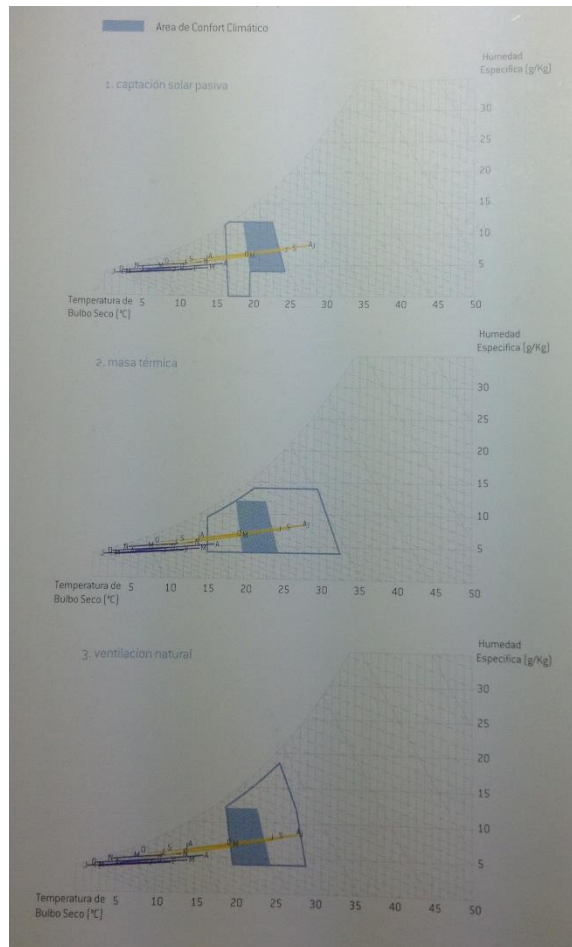 Area de Confort Climático
Humedad
Especifica (g/Kg)
1. captación solar pasiva
30
25
20
15
10
5
Temperatura de
Bulbo Seco (°C)
5 10 15 20 25 30 35 40 45 50
Humedad
Especifica (g/Kg)
2. masa térmica
30
25
20
15
10
5
Temperatura de
Bulbo Seco (°C)
5 10 15 20 25 30 35 40 45 50
Humedad
Especifica (g/Kg)
3. ventilacion natural
30
25
20
15
10
5
Temperatura de
Bulbo Seco (°C)
5 10 15 20 25 30 35 40 45 50